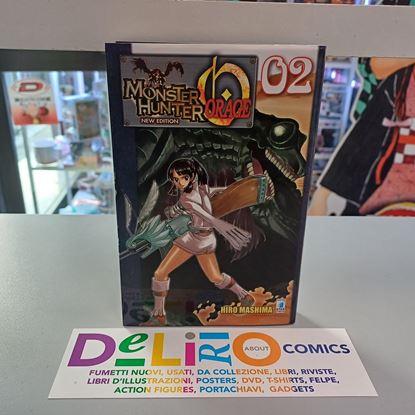 MONSTER HUNTER
ORAGE
NEW EDITION
02
HIRO MASHIMA
DeLiRiO
ABOUT
COMICS
FUMETTI NUOVI, USATI, DA COLLEZIONE, LIBRI, RIVISTE,
LIBRI D'ILLUSTRAZIONI, POSTERS, DVD, T-SHIRTS, FELPE,
ACTION FIGURES, PORTACHIAVI, GADGETS